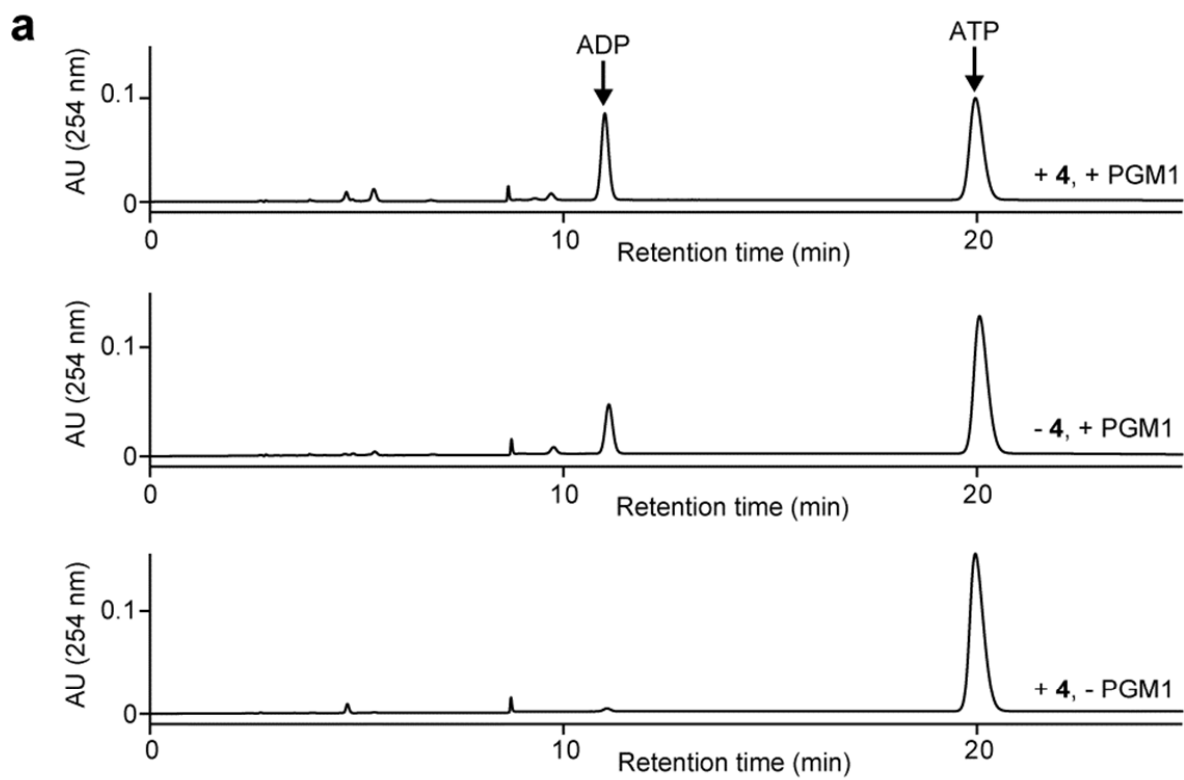 a
ADP
ATP
AU (254 nm)
0.1
0
+ 4, + PGM1
0
10
20
Retention time (min)
AU (254 nm)
0.1
0
- 4, + PGM1
0
10
20
Retention time (min)
AU (254 nm)
0.1
0
+ 4, - PGM1
0
10
20
Retention time (min)